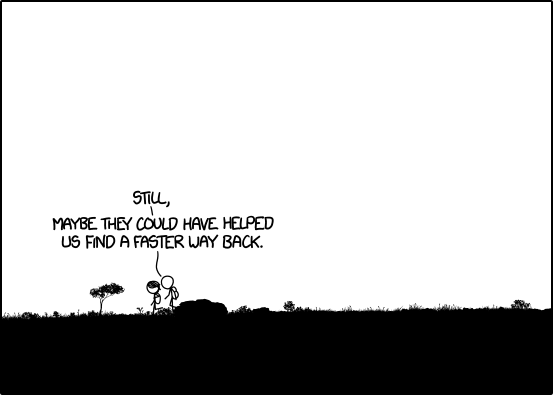 STILL,
MAYBE THEY COULD HAVE HELPED
US FIND A FASTER WAY BACK.